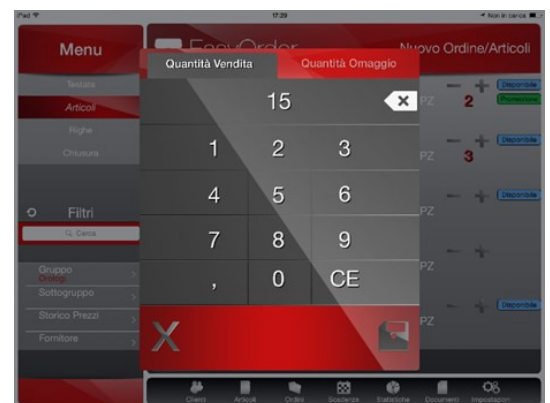 iPad
17:29
Non in carica
Menu
EasyOrder
Nuovo Ordine/Articoli
Testata
Articoli
Righe
Chiusura
Filtri
Cerca
Gruppo
Orologi
Sottogruppo
Storico Prezzi
Fornitore
Quantità Vendita
Quantità Omaggio
15
1 2 3
4 5 6
7 8 9
, 0 CE
PZ 2 Disponibile
Promozione
PZ 3 Disponibile
PZ Disponibile
PZ
PZ Disponibile
Clienti Articoli Ordini Scadenze Statistiche Documenti Impostazioni